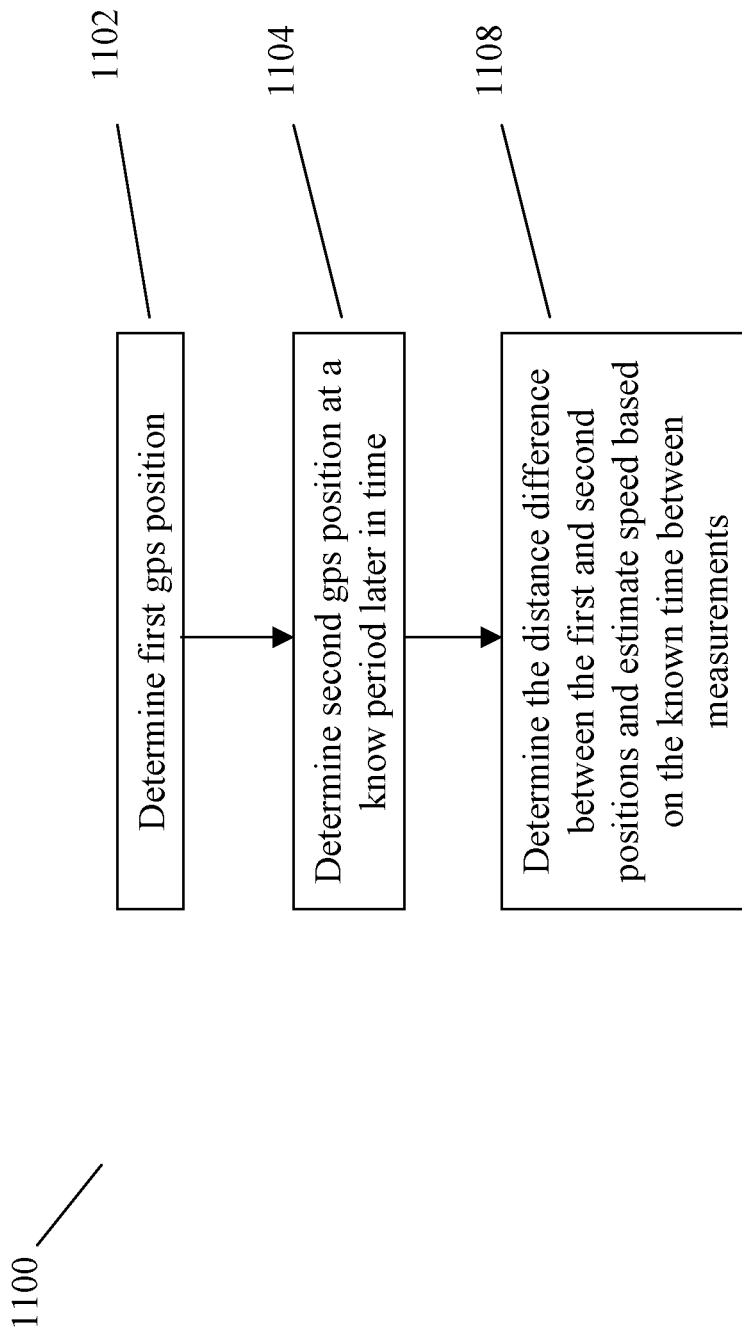 1100
1102
Determine first gps position
1104
Determine second gps position at a
know period later in time
1108
Determine the distance difference
between the first and second
positions and estimate speed based
on the known time between
measurements